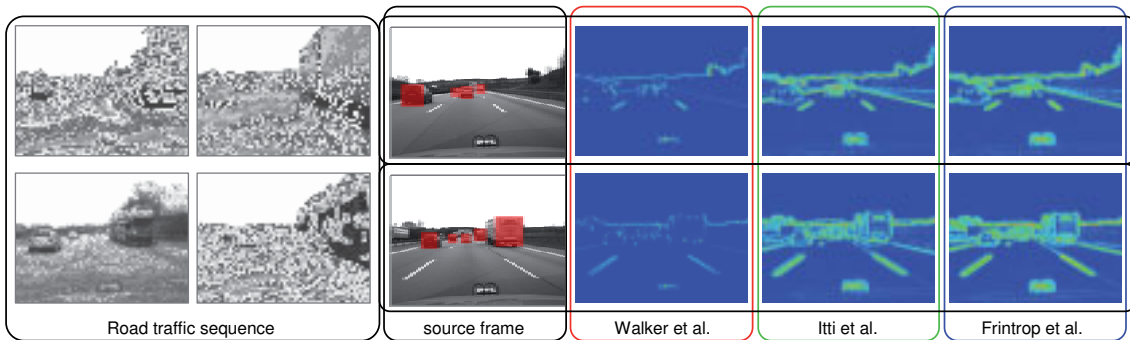 Road traffic sequence
source frame
Walker et al.
Itti et al.
Frintrop et al.